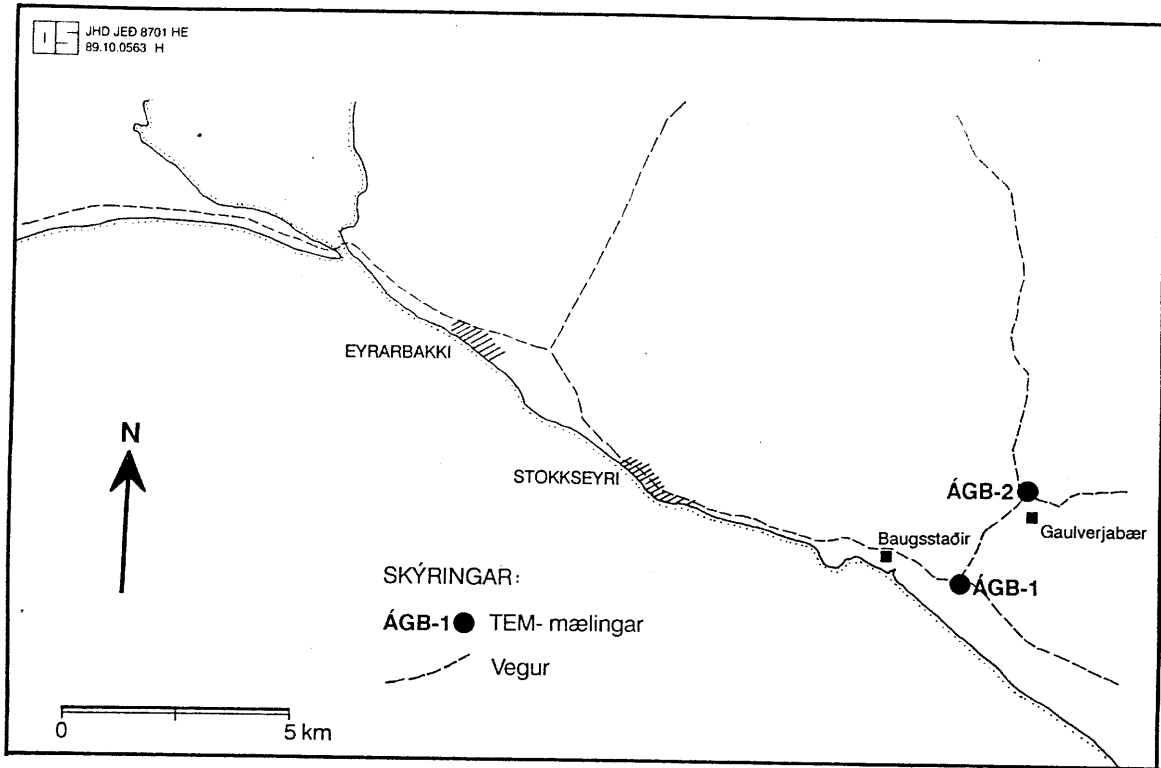 OS
JHD JEÐ 8701 HE
89.10.0563 H
EYRARBAKKI
N
STOKKSEYRI
ÁGB-2
Gaulverjabær
Baugsstaðir
ÁGB-1
SKÝRINGAR:
ÁGB-1 TEM- mælingar
Vegur
0 5 km